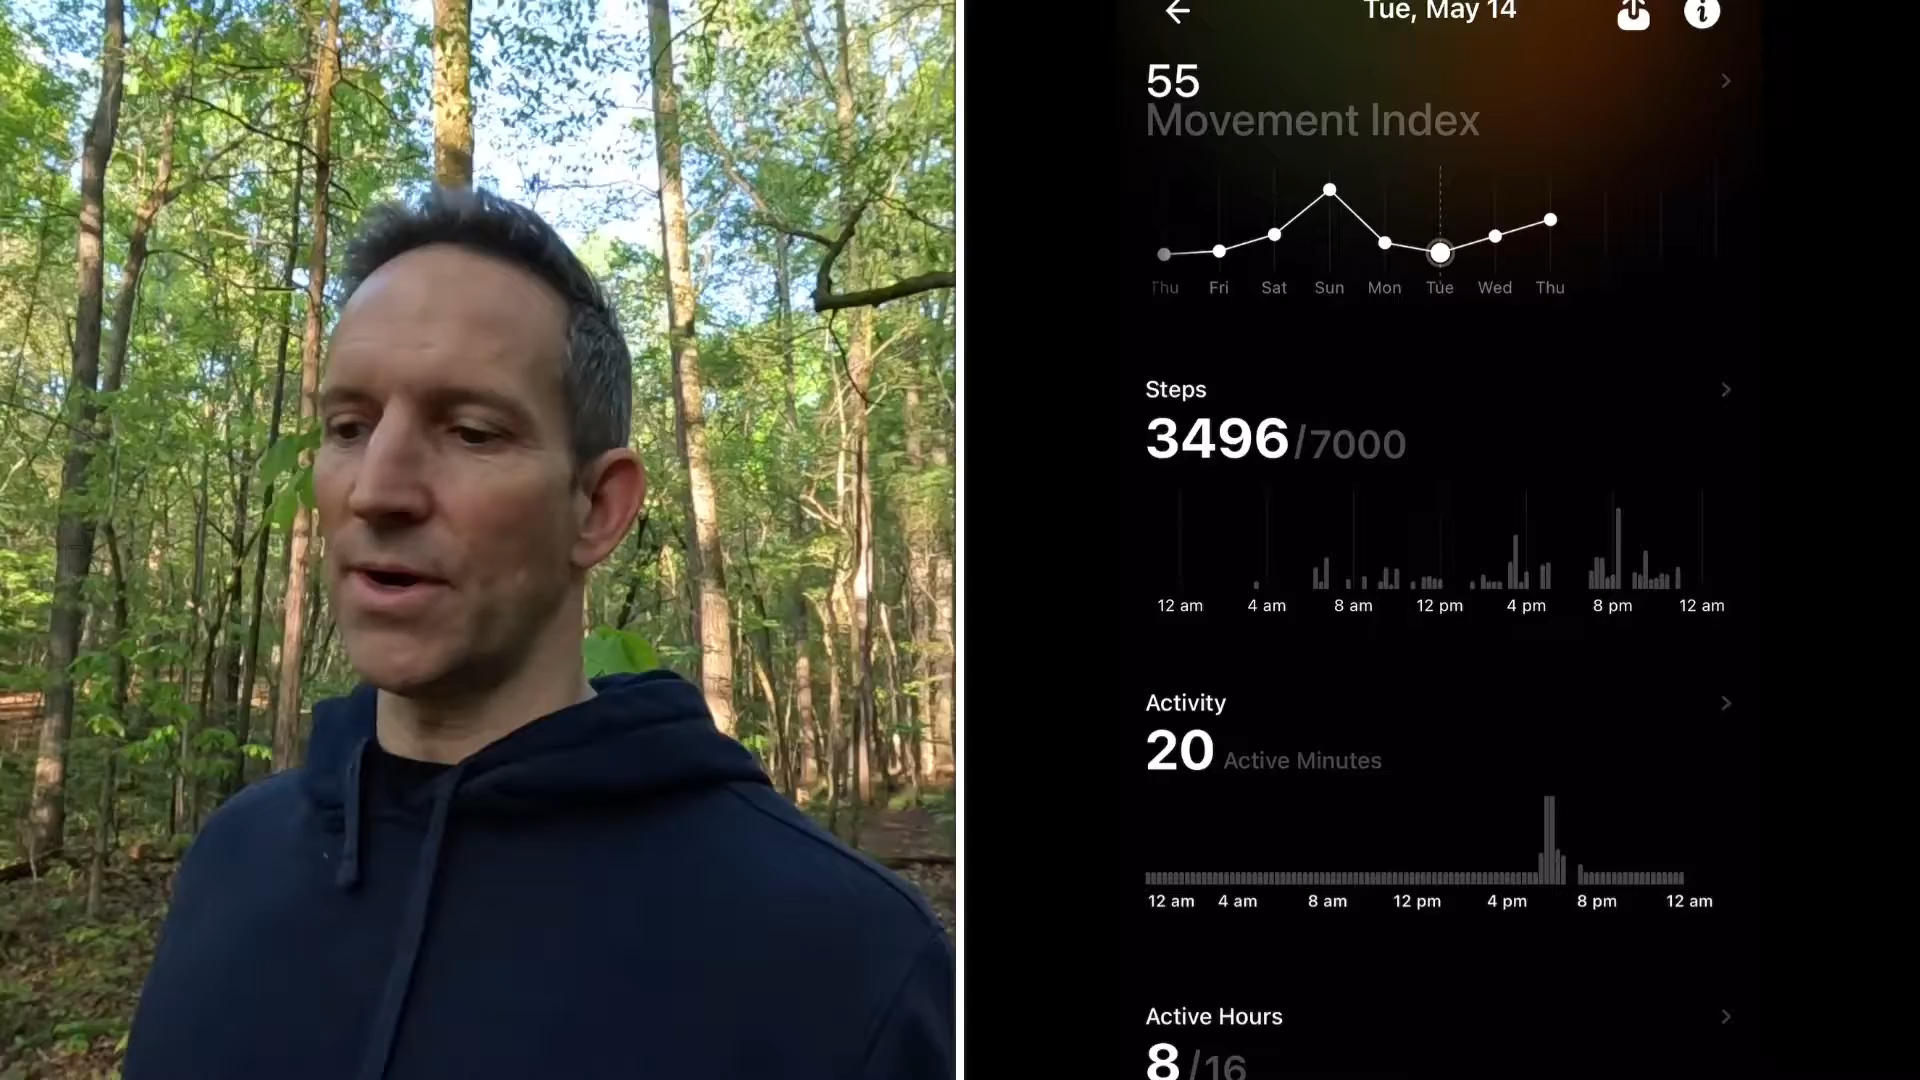 Tue, May 14
55
Movement Index
Thu Fri Sat Sun Mon Tue Wed Thu
Steps
3496/7000
12 am 4 am 8 am 12 pm 4 pm 8 pm 12 am
Activity
20 Active Minutes
12 am 4 am 8 am 12 pm 4 pm 8 pm 12 am
Active Hours
8/16